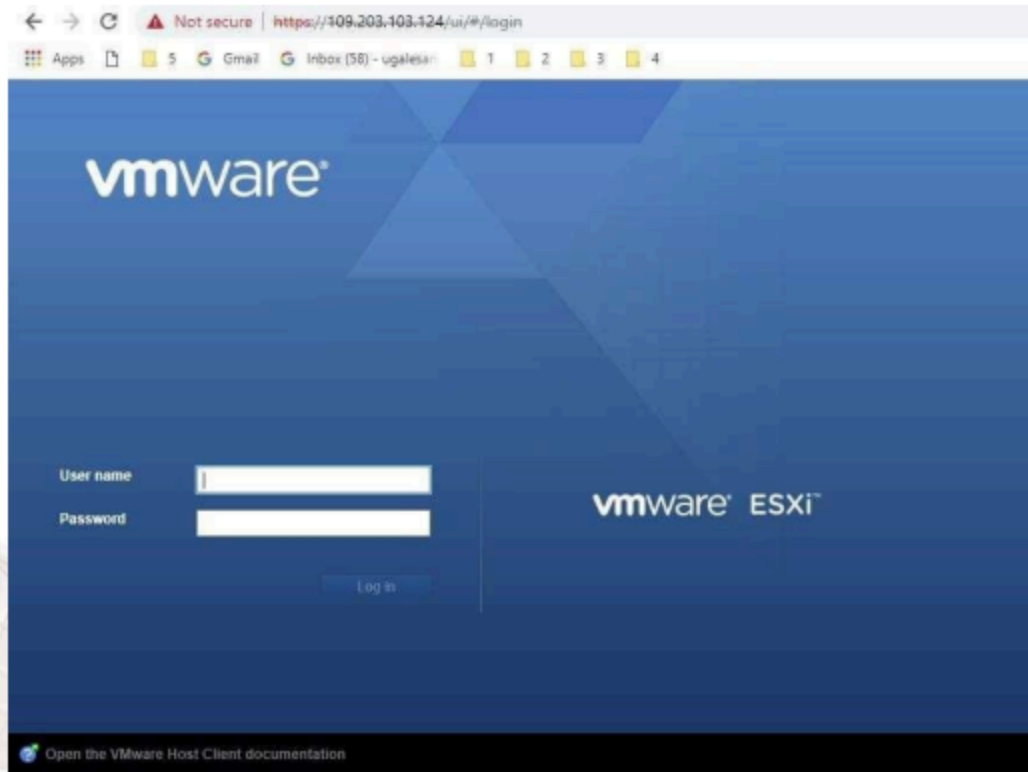 Not secure | https://109.203.103.124/ui/#/login
Apps 5 Gmail Inbox (58) - ugalesan 1 2 3 4
vmware
User name
Password
vmware ESXi™
Log in
Open the VMware Host Client documentation